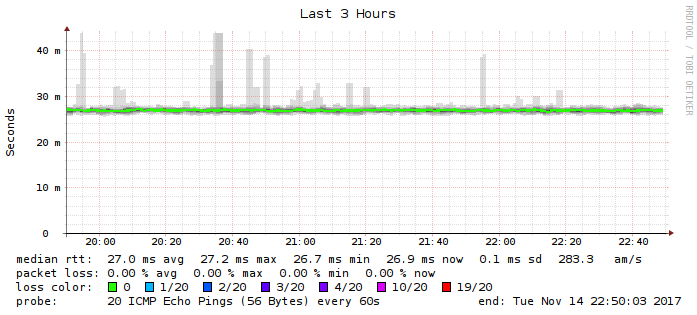 Last 3 Hours
RRDTOOL / TOBI OETIKER
Seconds
40 m
30 m
20 m
10 m
0
20:00 20:20 20:40 21:00 21:20 21:40 22:00 22:20 22:40
median rtt: 27.0 ms avg 27.2 ms max 26.7 ms min 26.9 ms now 0.1 ms sd 283.3 am/s
packet loss: 0.00 % avg 0.00 % max 0.00 % min 0.00 % now
loss color: 0 1/20 2/20 3/20 4/20 10/20 19/20
probe: 20 ICMP Echo Pings (56 Bytes) every 60s end: Tue Nov 14 22:50:03 2017